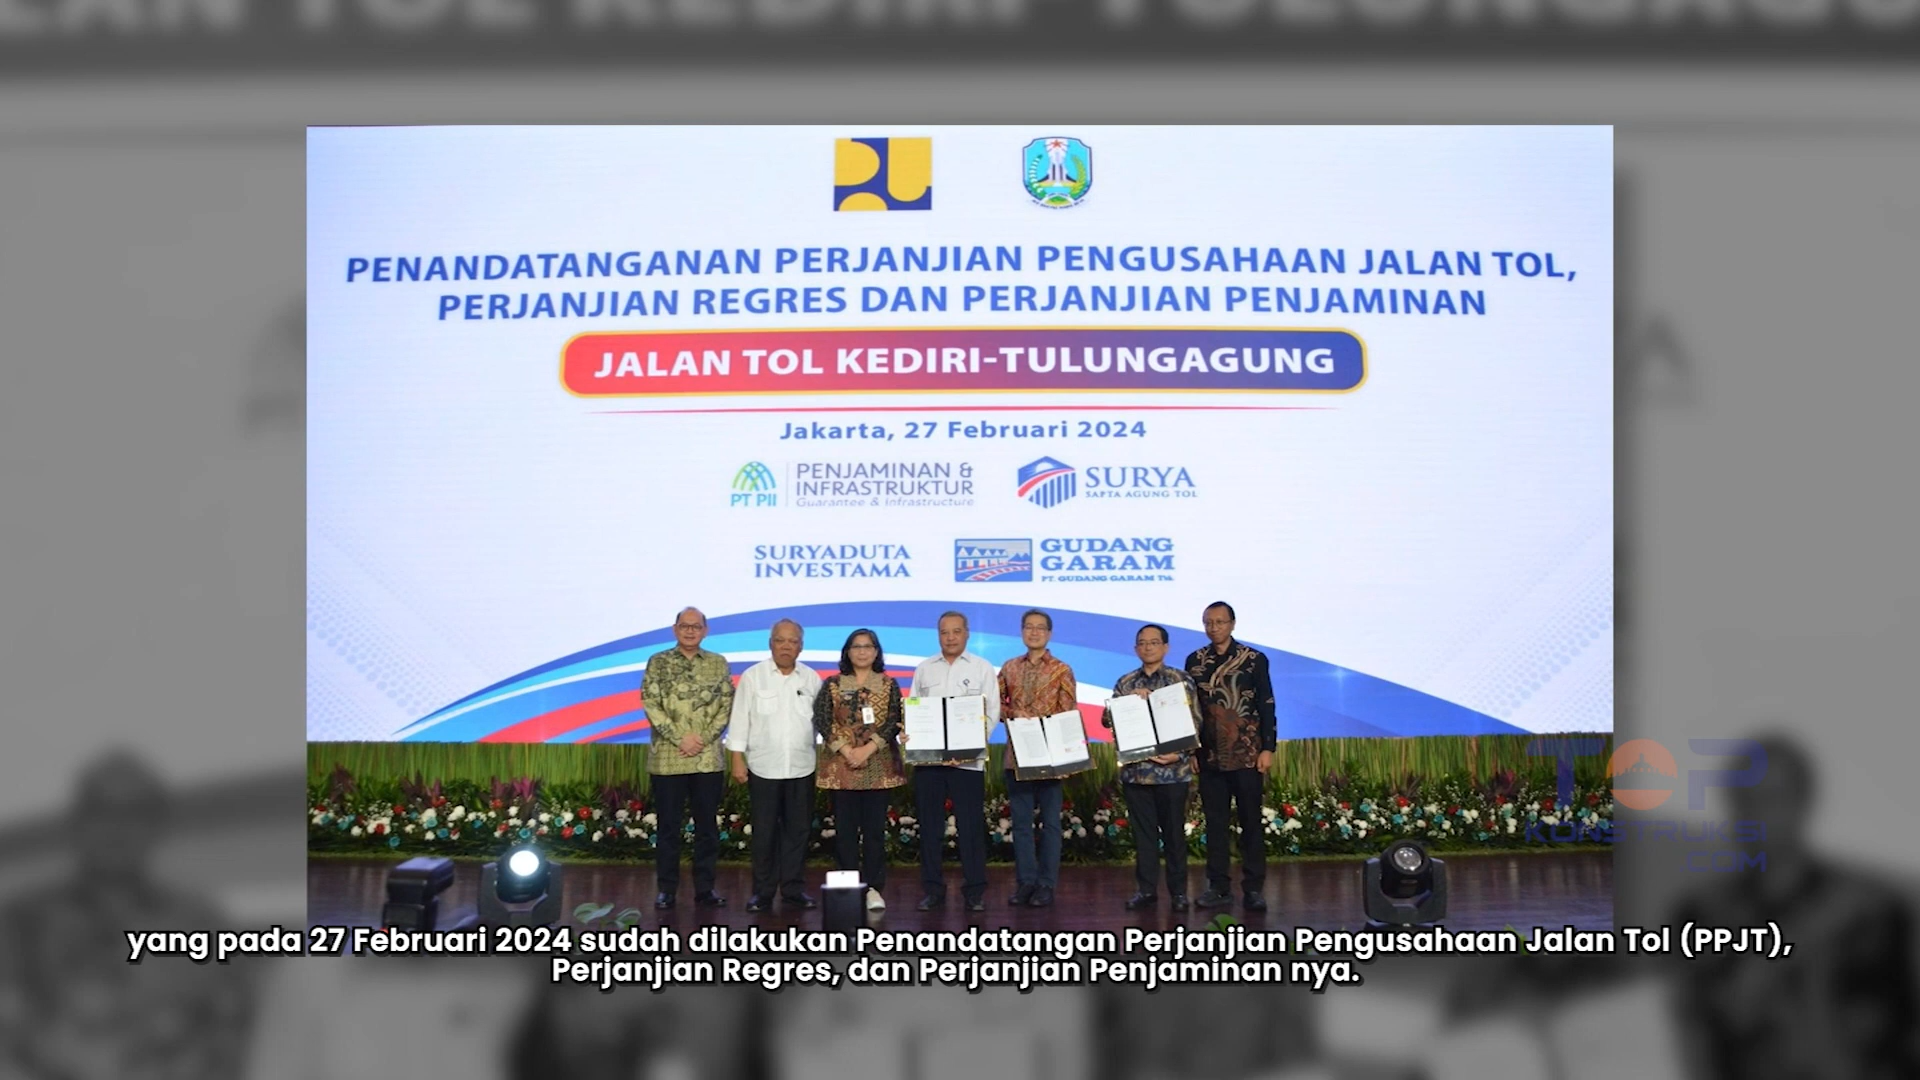 PENANDATANGANAN PERJANJIAN PENGUSAHAAN JALAN TOL,
PERJANJIAN REGRES DAN PERJANJIAN PENJAMINAN
JALAN TOL KEDIRI-TULUNGAGUNG
Jakarta, 27 Februari 2024
PT PII
PENJAMINAN &
INFRASTRUKTUR
Guarantee & Infrastructure
SURYA
SAPTA AGUNG TOL
SURYADUTA
INVESTAMA
GUDANG
GARAM
PT. GUDANG GARAM Tbk.
TOP
KONSTRUKSI
.COM
yang pada 27 Februari 2024 sudah dilakukan Penandatangan Perjanjian Pengusahaan Jalan Tol (PPJT),
Perjanjian Regres, dan Perjanjian Penjaminan nya.